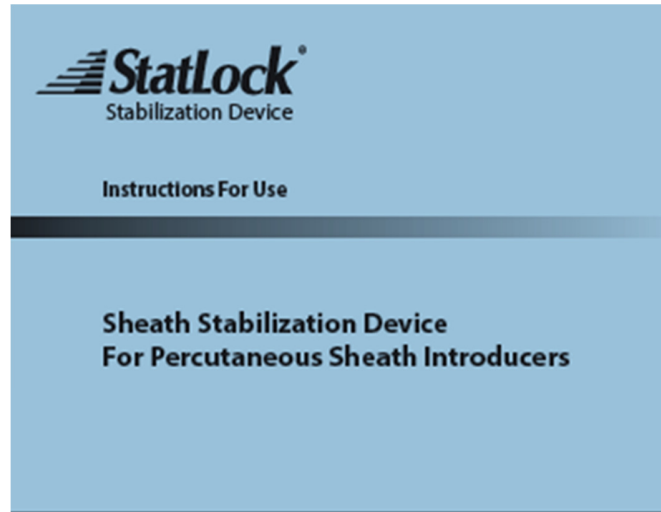 StatLock®
Stabilization Device
Instructions For Use
Sheath Stabilization Device
For Percutaneous Sheath Introducers